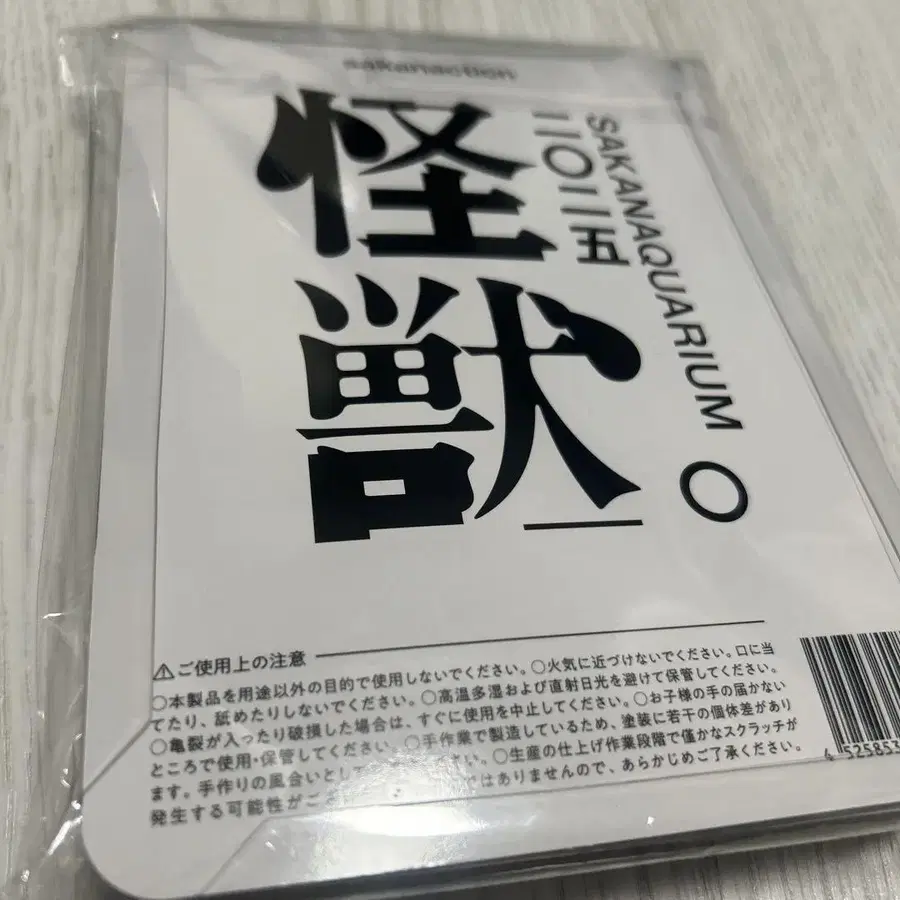 sakanaction
怪獣
SAKANAQUARIUM
⚠ご使用上の注意
○本製品を用途以外の目的で使用しないでください。○火気に近づけないでください。口に当
てたり、舐めたりしないでください。○高温多湿および直射日光を避けて保管してください。
○亀裂が入ったり破損した場合は、すぐに使用を中止してください。○お子様の手の届かない
ところで使用・保管してください。○手作業で製造しているため、塗装に若干の個体差があり
ます。手作りの風合いとし さい。○生産の仕上げ作業段階で僅かなスクラッチが
発生する可能性がご ではありませんので、あらかじめご了承ください。
4 525853